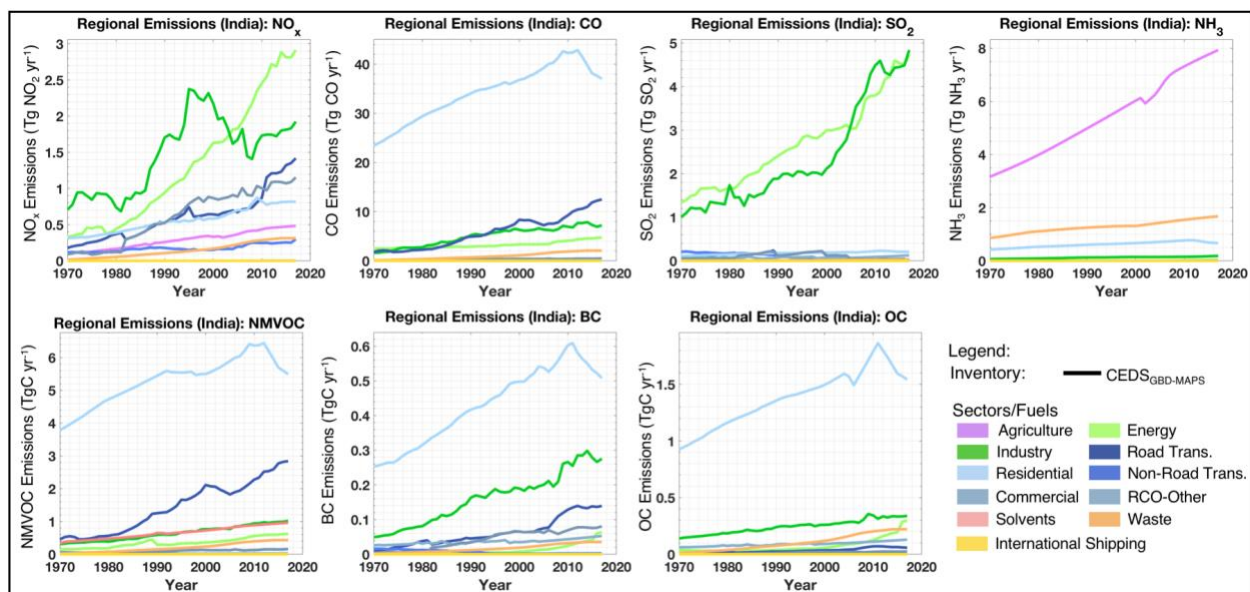 Regional Emissions (India): NOx
NOx Emissions (Tg NO2 yr-1)
3
2.5
2
1.5
1
0.5
0
1970 1980 1990 2000 2010 2020
Year
Regional Emissions (India): CO
CO Emissions (Tg CO yr-1)
40
30
20
10
0
1970 1980 1990 2000 2010 2020
Year
Regional Emissions (India): SO2
SO2 Emissions (Tg SO2 yr-1)
5
4
3
2
1
0
1970 1980 1990 2000 2010 2020
Year
Regional Emissions (India): NH3
NH3 Emissions (Tg NH3 yr-1)
8
6
4
2
0
1970 1980 1990 2000 2010 2020
Year
Regional Emissions (India): NMVOC
NMVOC Emissions (TgC yr-1)
6
5
4
3
2
1
0
1970 1980 1990 2000 2010 2020
Year
Regional Emissions (India): BC
BC Emissions (TgC yr-1)
0.6
0.5
0.4
0.3
0.2
0.1
0
1970 1980 1990 2000 2010 2020
Year
Regional Emissions (India): OC
OC Emissions (TgC yr-1)
1.5
1
0.5
0
1970 1980 1990 2000 2010 2020
Year
Legend:
Inventory: CEDSGBD-MAPS
Sectors/Fuels
Agriculture Energy
Industry Road Trans.
Residential Non-Road Trans.
Commercial RCO-Other
Solvents Waste
International Shipping